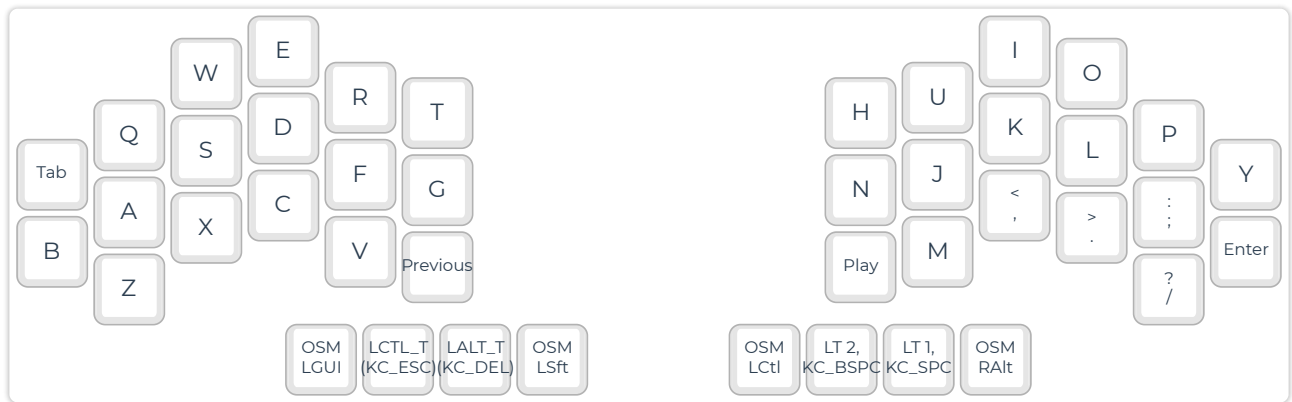 E
I
W
O
R
U
T
H
Q
D
K
P
S
L
Tab
F
J
Y
G
N
A
C
<
,
:
;
X
>
.
B
V
M
Enter
Previous
Play
Z
?
/
OSM
LGUI
LCTL_T
(KC_ESC)
LALT_T
(KC_DEL)
OSM
LSft
OSM
LCtl
LT 2,
KC_BSPC
LT 1,
KC_SPC
OSM
RAlt